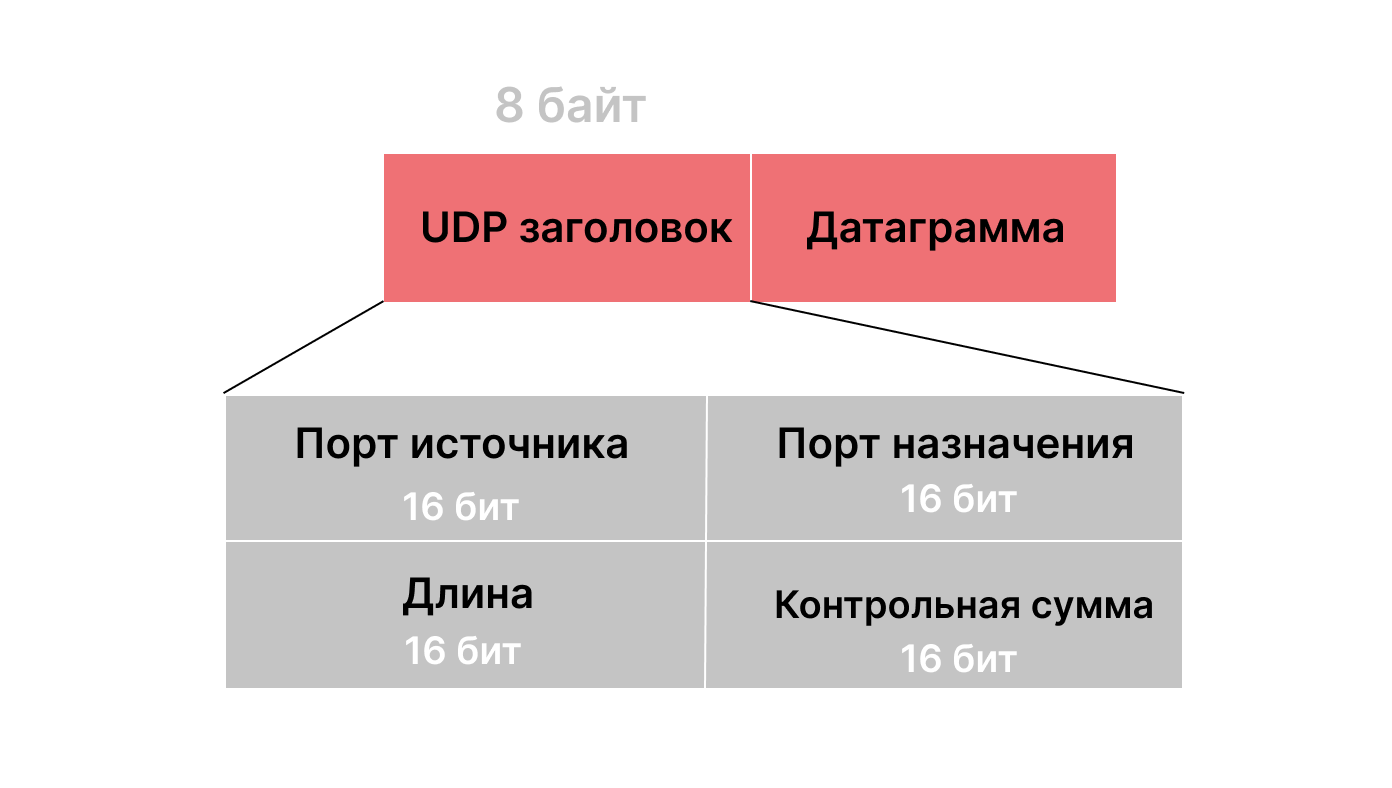 8 байт
UDP заголовок
Датаграмма
Порт источника
16 бит
Порт назначения
16 бит
Длина
16 бит
Контрольная сумма
16 бит